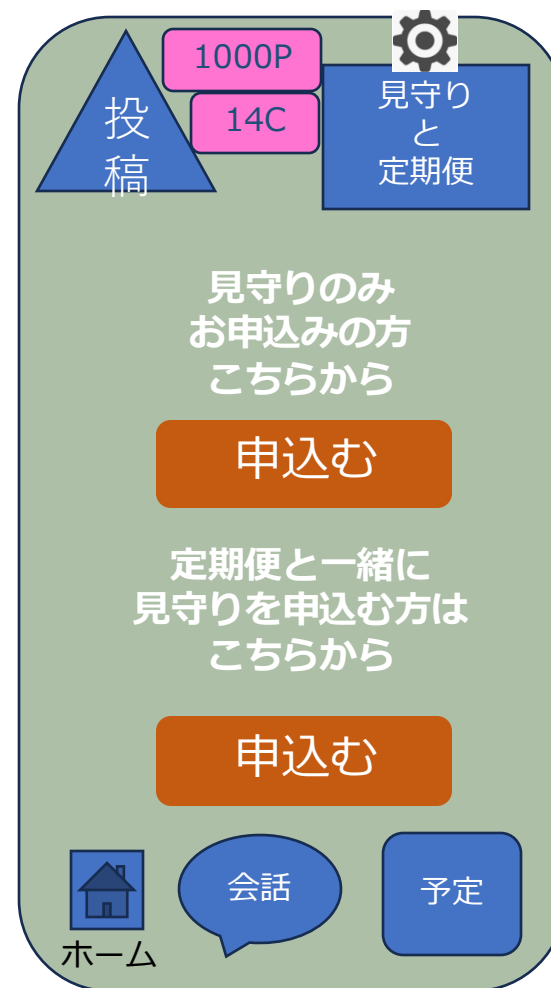 投
稿
1000P
14C
見守り
と
定期便
見守りのみ
お申込みの方
こちらから
申込む
定期便と一緒に
見守りを申込む方は
こちらから
申込む
ホーム
会話
予定